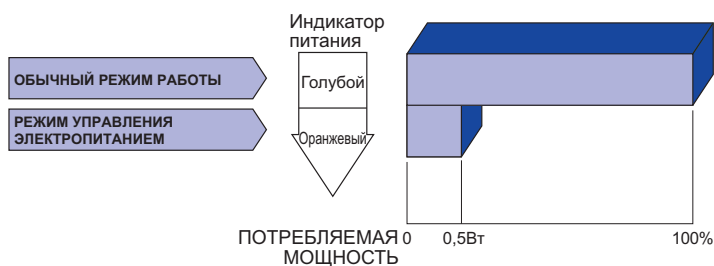 Индикатор
питания
ОБЫЧНЫЙ РЕЖИМ РАБОТЫ
Голубой
РЕЖИМ УПРАВЛЕНИЯ
ЭЛЕКТРОПИТАНИЕМ
Оранжевый
ПОТРЕБЛЯЕМАЯ
МОЩНОСТЬ
0 0,5Вт 100%